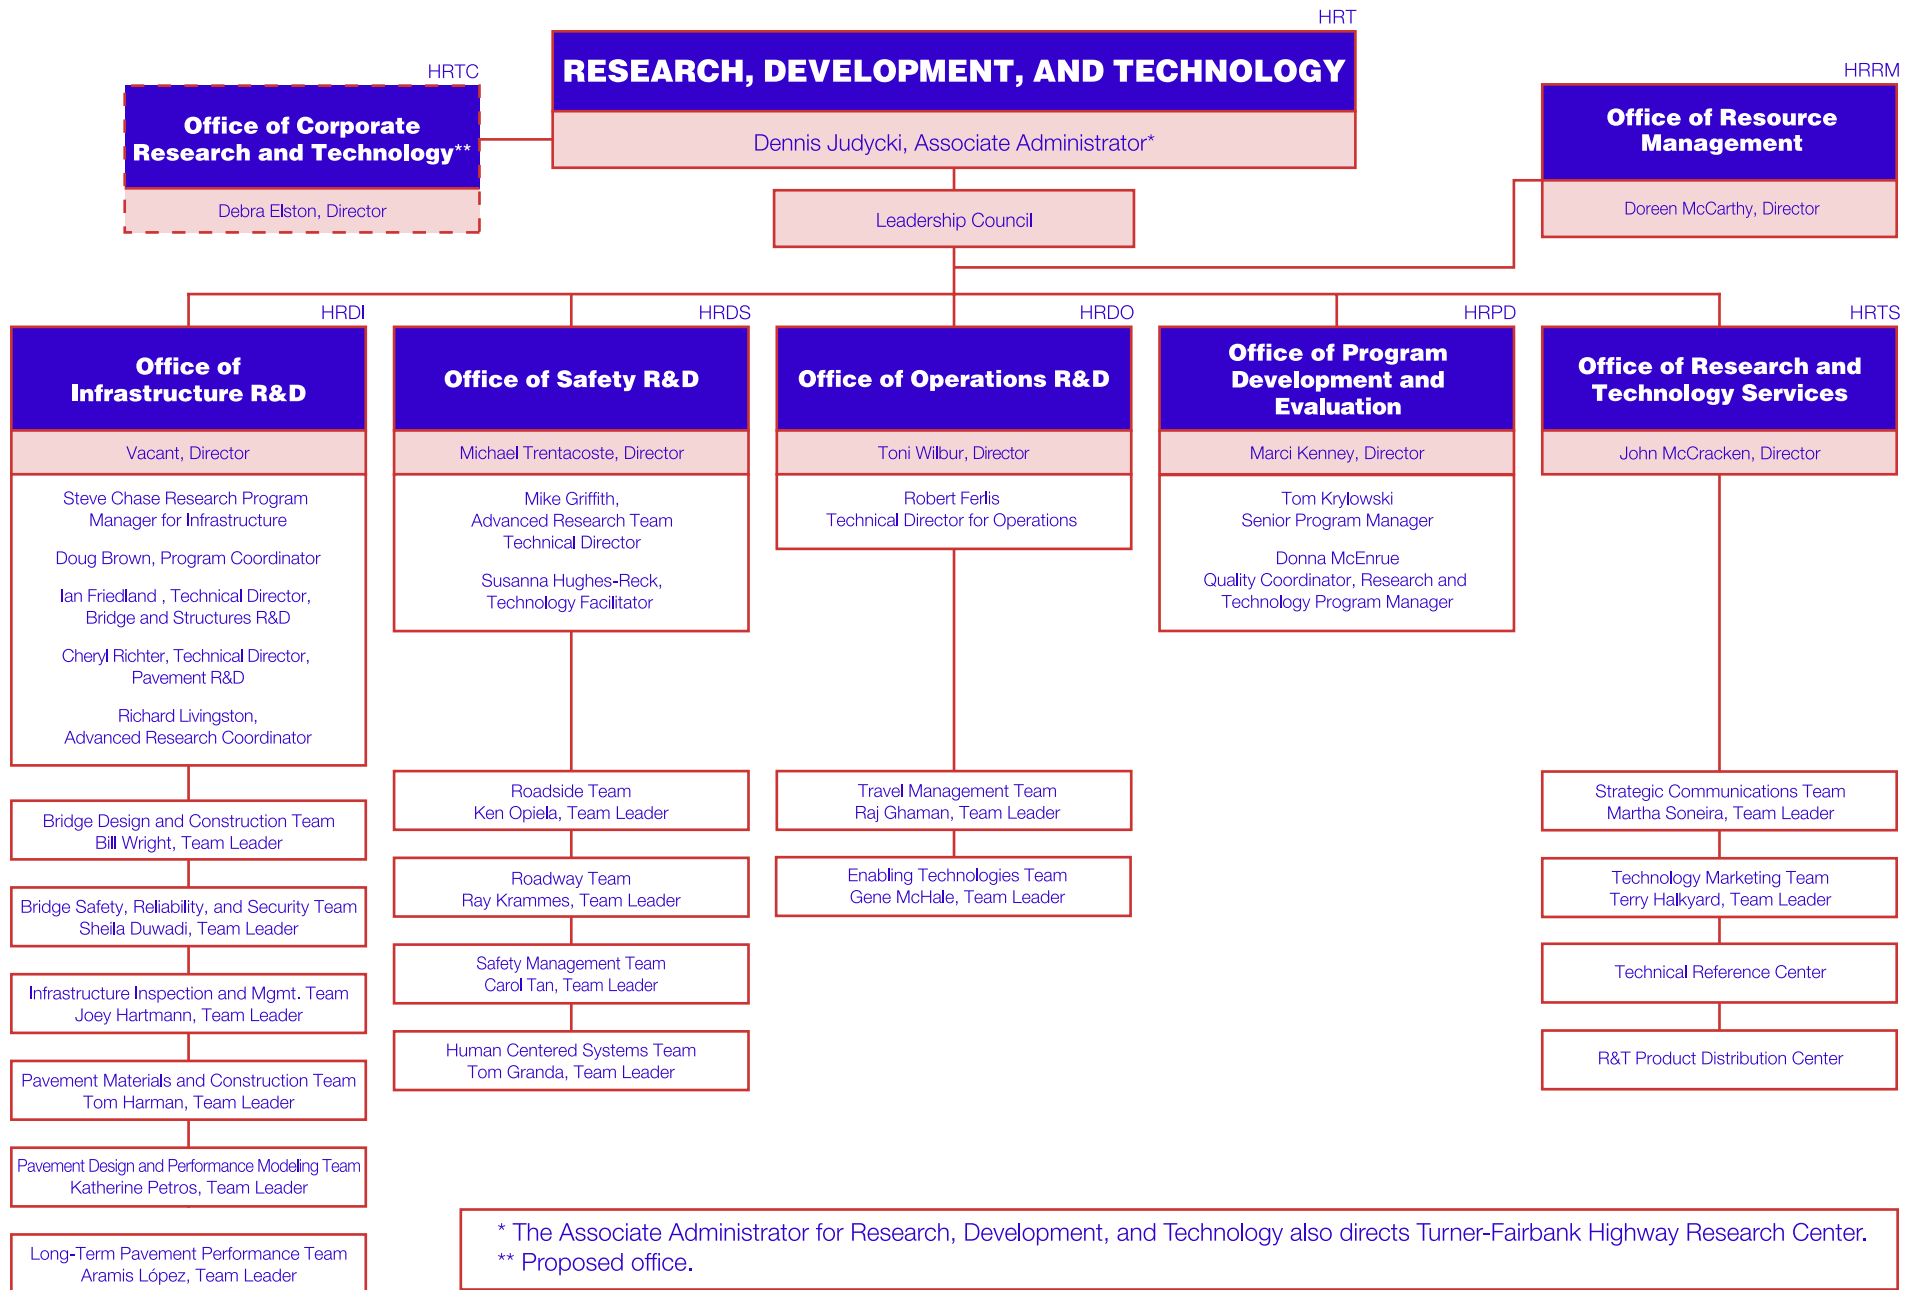 HRT
RESEARCH, DEVELOPMENT, AND TECHNOLOGY
Dennis Judycki, Associate Administrator*
HRTC
Office of Corporate
Research and Technology**
Debra Elston, Director
HRRM
Office of Resource
Management
Doreen McCarthy, Director
Leadership Council
HRDI
Office of
Infrastructure R&D
Vacant, Director
Steve Chase Research Program
Manager for Infrastructure
Doug Brown, Program Coordinator
Ian Friedland , Technical Director,
Bridge and Structures R&D
Cheryl Richter, Technical Director,
Pavement R&D
Richard Livingston,
Advanced Research Coordinator
Bridge Design and Construction Team
Bill Wright, Team Leader
Bridge Safety, Reliability, and Security Team
Sheila Duwadi, Team Leader
Infrastructure Inspection and Mgmt. Team
Joey Hartmann, Team Leader
Pavement Materials and Construction Team
Tom Harman, Team Leader
Pavement Design and Performance Modeling Team
Katherine Petros, Team Leader
Long-Term Pavement Performance Team
Aramis López, Team Leader
HRDS
Office of Safety R&D
Michael Trentacoste, Director
Mike Griffith,
Advanced Research Team
Technical Director
Susanna Hughes-Reck,
Technology Facilitator
Roadside Team
Ken Opiela, Team Leader
Roadway Team
Ray Krammes, Team Leader
Safety Management Team
Carol Tan, Team Leader
Human Centered Systems Team
Tom Granda, Team Leader
HRDO
Office of Operations R&D
Toni Wilbur, Director
Robert Ferlis
Technical Director for Operations
Travel Management Team
Raj Ghaman, Team Leader
Enabling Technologies Team
Gene McHale, Team Leader
HRPD
Office of Program
Development and
Evaluation
Marci Kenney, Director
Tom Krylowski
Senior Program Manager
Donna McEnrue
Quality Coordinator, Research and
Technology Program Manager
HRTS
Office of Research and
Technology Services
John McCracken, Director
Strategic Communications Team
Martha Soneira, Team Leader
Technology Marketing Team
Terry Halkyard, Team Leader
Technical Reference Center
R&T Product Distribution Center
* The Associate Administrator for Research, Development, and Technology also directs Turner-Fairbank Highway Research Center.
** Proposed office.